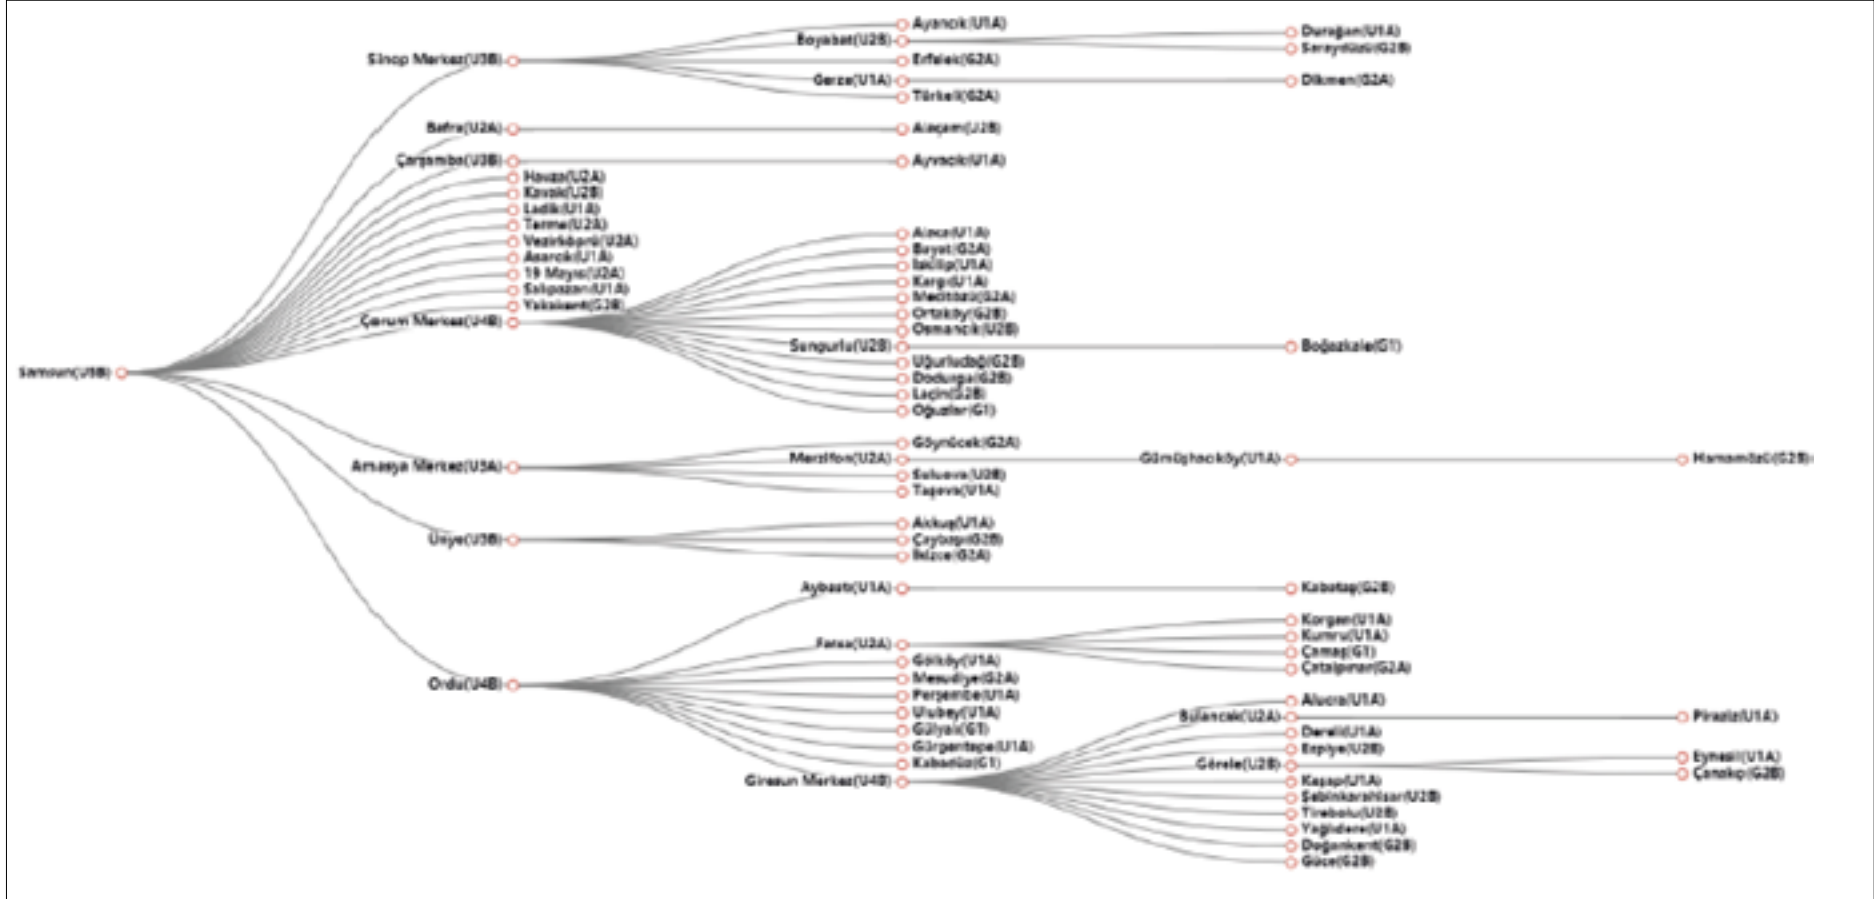 Samsun(U5B)
Sinop Merkez(U3B)
Ayancık(U1A)
Boyabat(U2B)
Durağan(U1A)
Saraydüzü(G2B)
Erfelek(G2A)
Gerze(U1A)
Dikmen(G2A)
Türkeli(G2A)
Bafra(U2A)
Alaçam(U2B)
Çarşamba(U3B)
Ayvacık(U1A)
Havza(U2A)
Kavak(U2B)
Ladik(U1A)
Terme(U2A)
Vezirköprü(U2A)
Asarcık(U1A)
19 Mayıs(U2A)
Salıpazarı(U1A)
Yakakent(G2B)
Çorum Merkez(U4B)
Alaca(U1A)
Bayat(G2A)
İskilip(U1A)
Kargı(U1A)
Mecitözü(G2A)
Ortaköy(G2B)
Osmancık(U2B)
Sungurlu(U2B)
Boğazkale(G1)
Uğurludağ(G2B)
Dodurga(G2B)
Laçin(G2B)
Oğuzlar(G1)
Amasya Merkez(U3A)
Göynücek(G2A)
Merzifon(U2A)
Gümüşhacıköy(U1A)
Hamamözü(G2B)
Suluova(U2B)
Taşova(U1A)
Ünye(U3B)
Akkuş(U1A)
Çaybaşı(G2B)
İkizce(G2A)
Ordu(U4B)
Aybastı(U1A)
Kabataş(G2B)
Fatsa(U2A)
Korgan(U1A)
Kumru(U1A)
Çamaş(G1)
Çatalpınar(G2A)
Gölköy(U1A)
Mesudiye(G2A)
Perşembe(U1A)
Ulubey(U1A)
Gülyalı(G1)
Gürgentepe(U1A)
Kabadüz(G1)
Giresun Merkez(U4B)
Alucra(U1A)
Bulancak(U2A)
Piraziz(U1A)
Dereli(U1A)
Espiye(U2B)
Görele(U2B)
Eynesil(U1A)
Çanakçı(G2B)
Keşap(U1A)
Şebinkarahisar(U2B)
Tirebolu(U2B)
Yağlıdere(U1A)
Doğankent(G2B)
Güce(G2B)